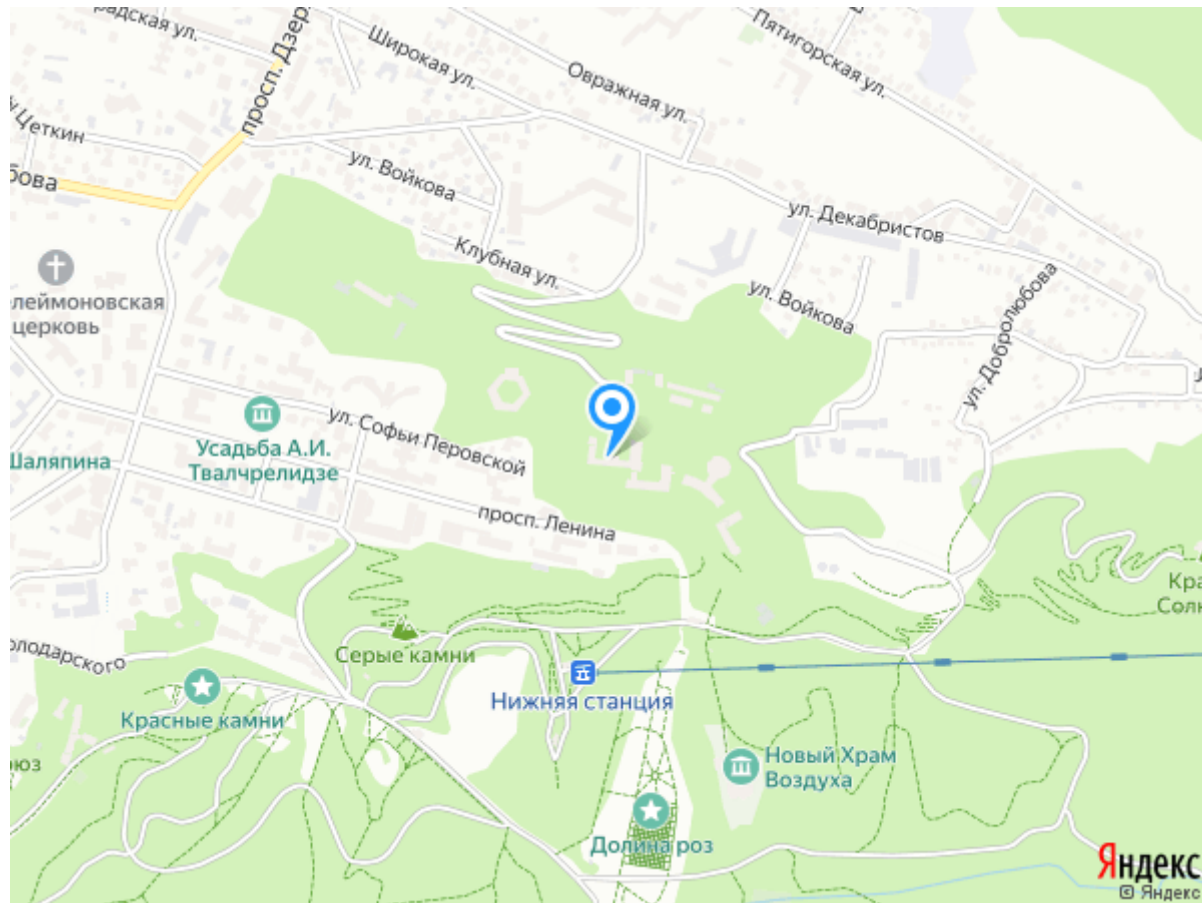 радская ул.
просп. Дзер
Широкая ул.
Овражная ул.
Пятигорская ул.
Цеткин
бова
ул. Войкова
ул. Декабристов
Клубная ул.
ул. Войкова
ул. Добролюбова
леймоновская
церковь
Шаляпина
Усадьба А.И.
Твалчрелидзе
ул. Софьи Перовской
просп. Ленина
Серые камни
олодарского
Красные камни
Нижняя станция
Кра
Солн
юз
Новый Храм
Воздуха
Долина роз
Яндекс
© Яндекс